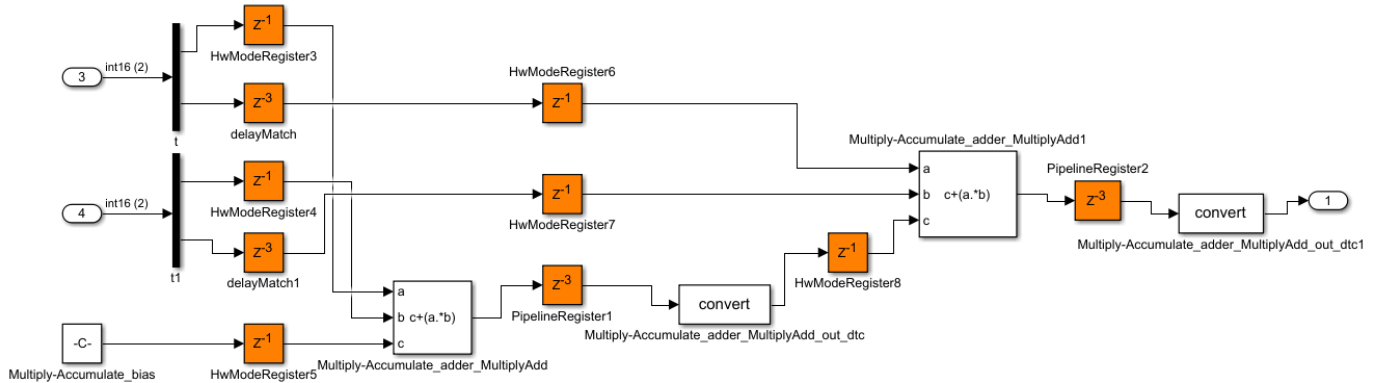 z-1
HwModeRegister3
3
int16 (2)
z-3
delayMatch
t
HwModeRegister6
z-1
Multiply-Accumulate_adder_MultiplyAdd1
a
b
c
c+(a.*b)
PipelineRegister2
z-3
convert
1
Multiply-Accumulate_adder_MultiplyAdd_out_dtc1
4
int16 (2)
z-1
HwModeRegister4
z-3
delayMatch1
t1
z-1
HwModeRegister7
z-1
HwModeRegister8
a
b
c
c+(a.*b)
Multiply-Accumulate_adder_MultiplyAdd
z-3
PipelineRegister1
convert
Multiply-Accumulate_adder_MultiplyAdd_out_dtc
-C-
Multiply-Accumulate_bias
z-1
HwModeRegister5